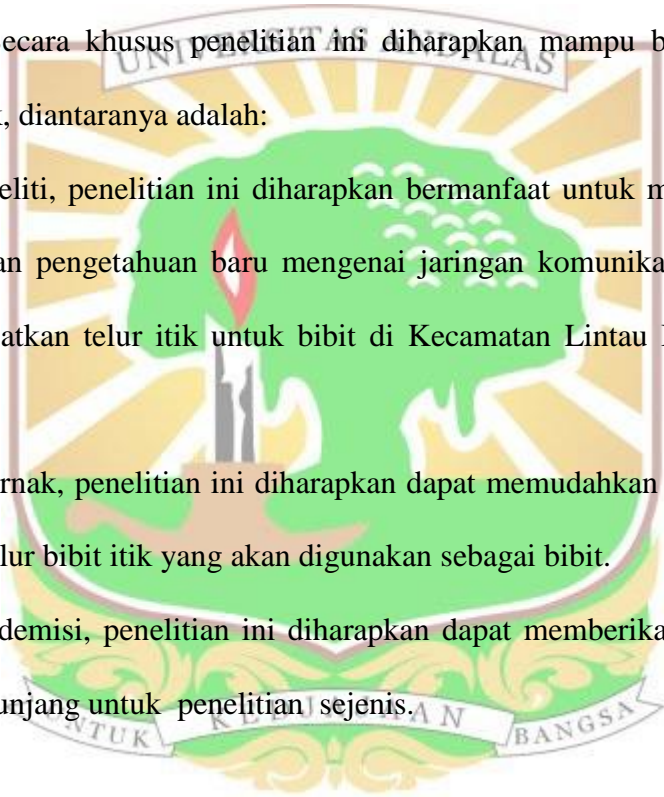 UNIVERSITAS ANDALAS
ecara khusus penelitian ini diharapkan mampu b
, diantaranya adalah:
eliti, penelitian ini diharapkan bermanfaat untuk m
an pengetahuan baru mengenai jaringan komunika
atkan telur itik untuk bibit di Kecamatan Lintau
rnak, penelitian ini diharapkan dapat memudahkan
lur bibit itik yang akan digunakan sebagai bibit.
demisi, penelitian ini diharapkan dapat memberika
unjang untuk penelitian sejenis.
UNTUK KEDJAJAAN BANGSA